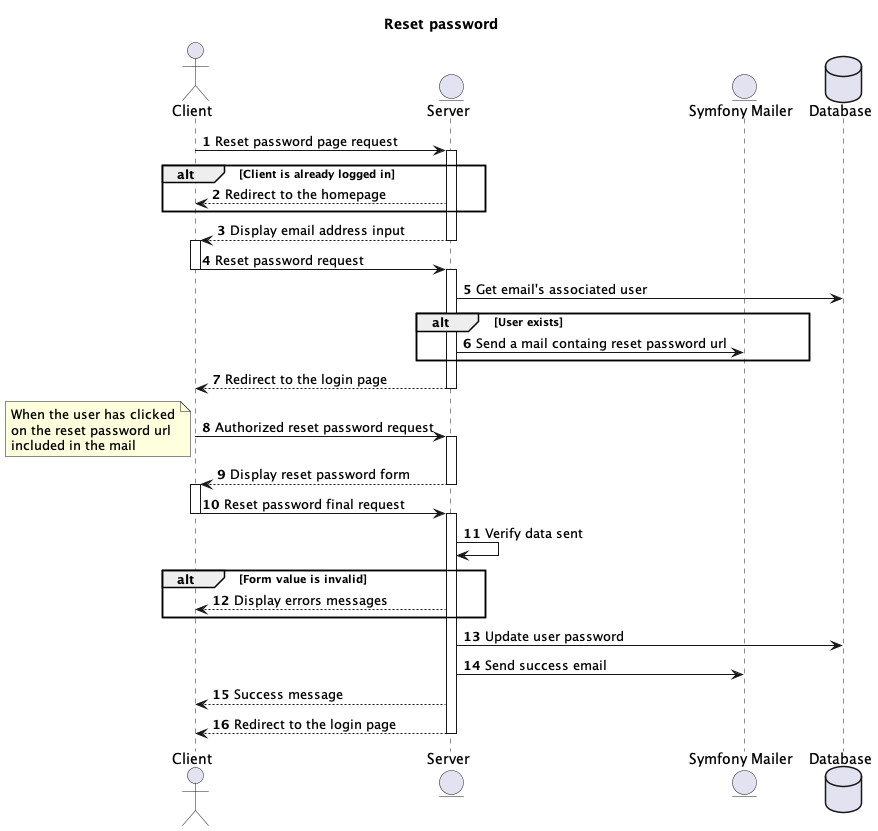 Reset password
Client
Server
Symfony Mailer
Database
1 Reset password page request
alt [Client is already logged in]
2 Redirect to the homepage
3 Display email address input
4 Reset password request
5 Get email's associated user
alt [User exists]
6 Send a mail containg reset password url
7 Redirect to the login page
When the user has clicked
on the reset password url
included in the mail
8 Authorized reset password request
9 Display reset password form
10 Reset password final request
11 Verify data sent
alt [Form value is invalid]
12 Display errors messages
13 Update user password
14 Send success email
15 Success message
16 Redirect to the login page
Client
Server
Symfony Mailer
Database